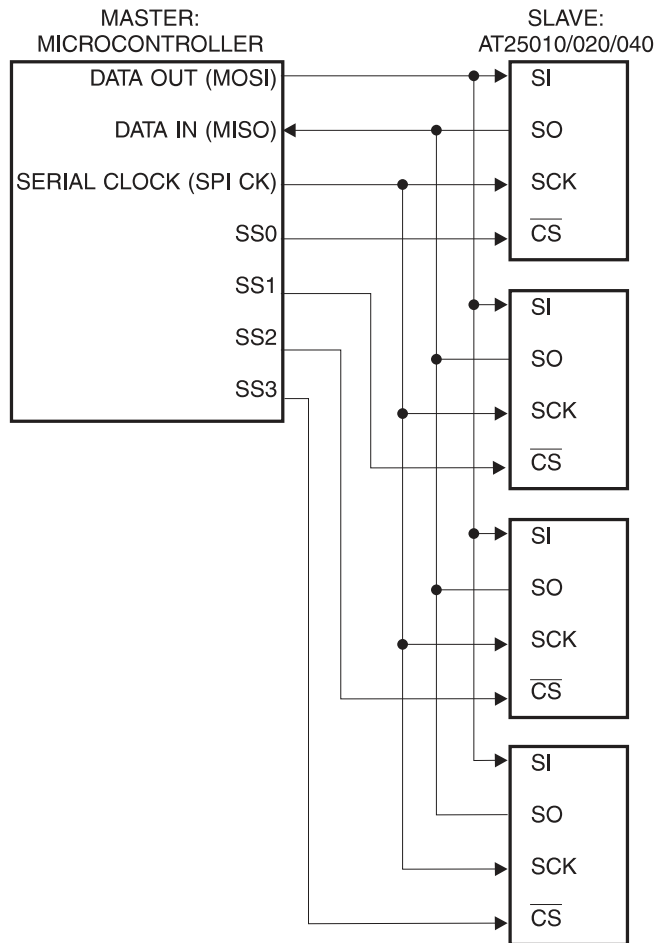 MASTER:
MICROCONTROLLER
DATA OUT (MOSI)
DATA IN (MISO)
SERIAL CLOCK (SPI CK)
SS0
SS1
SS2
SS3
SLAVE:
AT25010/020/040
SI
SO
SCK
CS
SI
SO
SCK
CS
SI
SO
SCK
CS
SI
SO
SCK
CS